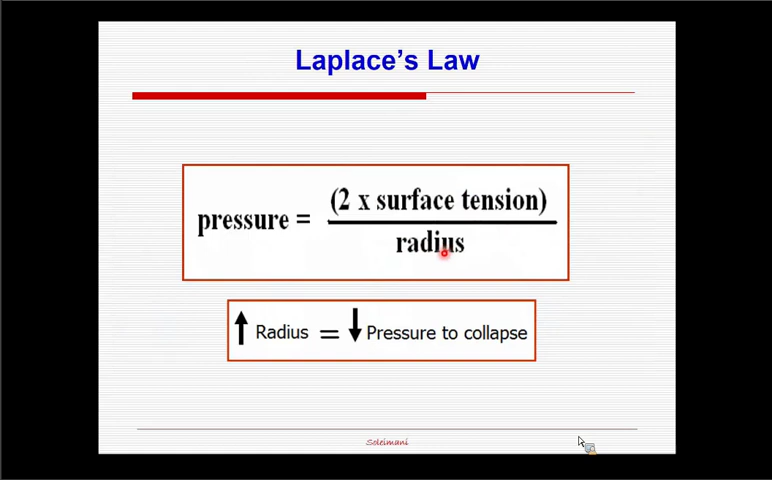 Laplace's Law
pressure = (2 x surface tension)
radius
↑ Radius = ↓ Pressure to collapse
Soleimani